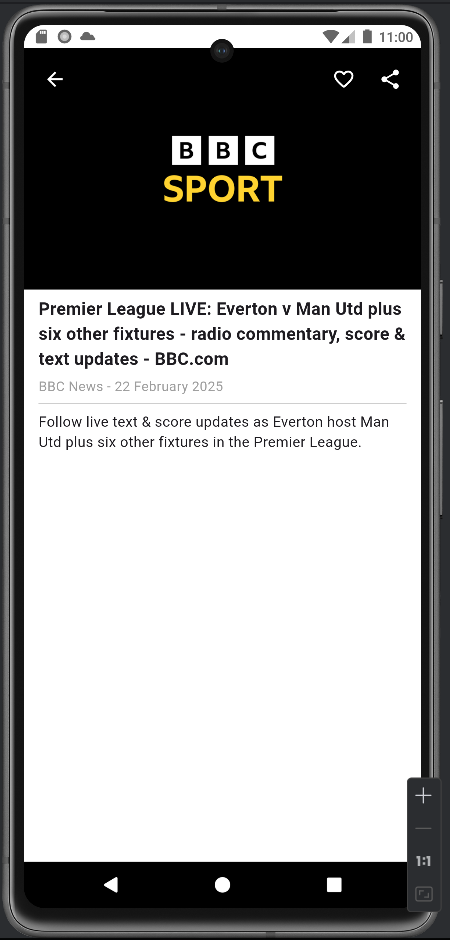 11:00
BBC
SPORT
Premier League LIVE: Everton v Man Utd plus
six other fixtures - radio commentary, score &
text updates - BBC.com
BBC News - 22 February 2025
Follow live text & score updates as Everton host Man
Utd plus six other fixtures in the Premier League.
1:1